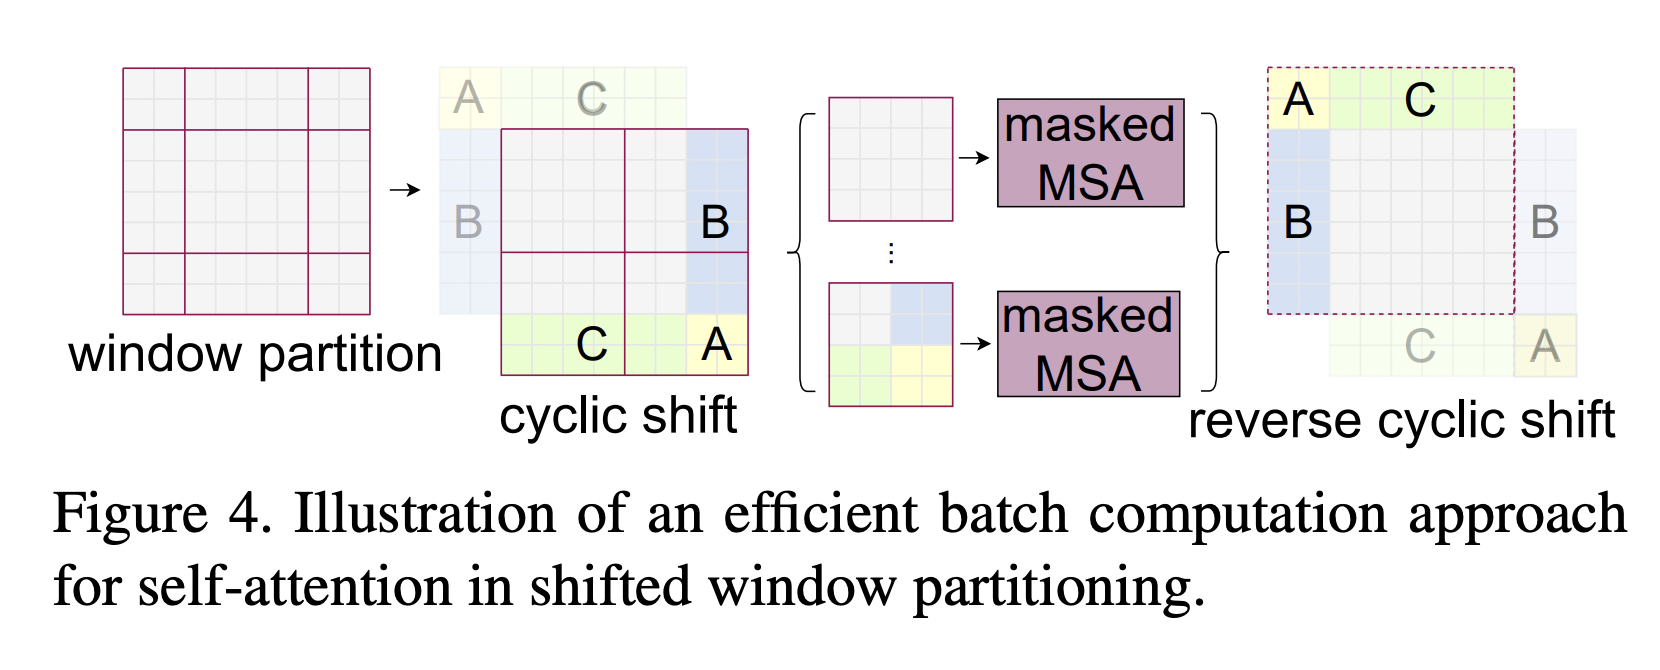 A
C
B
B
C
A
window partition
cyclic shift
masked
MSA
⋮
masked
MSA
A
C
B
B
C
A
reverse cyclic shift
Figure 4. Illustration of an efficient batch computation approach
for self-attention in shifted window partitioning.